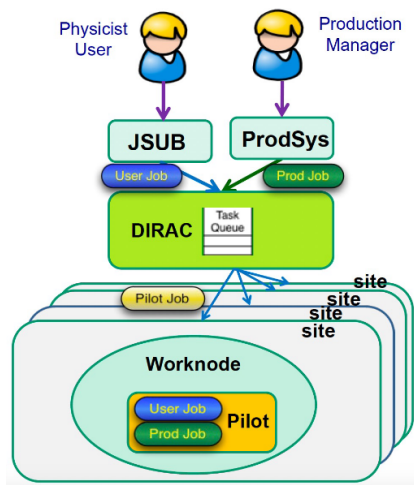 Physicist
User
Production
Manager
JSUB
ProdSys
User Job
Prod Job
DIRAC
Task
Queue
Pilot Job
site
site
site
site
Worknode
User Job
Prod Job
Pilot